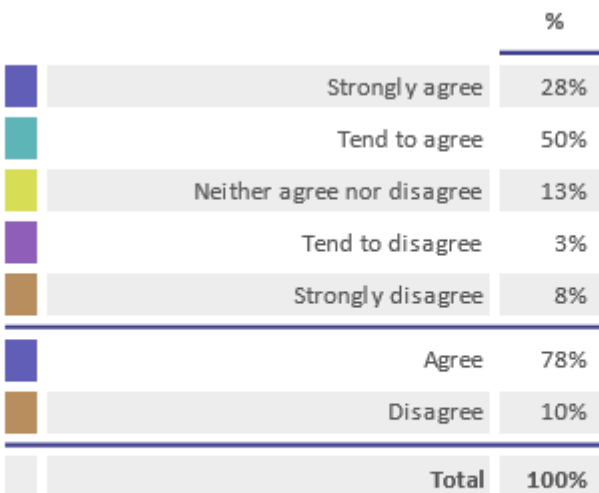 %
Strongly agree 28%
Tend to agree 50%
Neither agree nor disagree 13%
Tend to disagree 3%
Strongly disagree 8%
Agree 78%
Disagree 10%
Total 100%